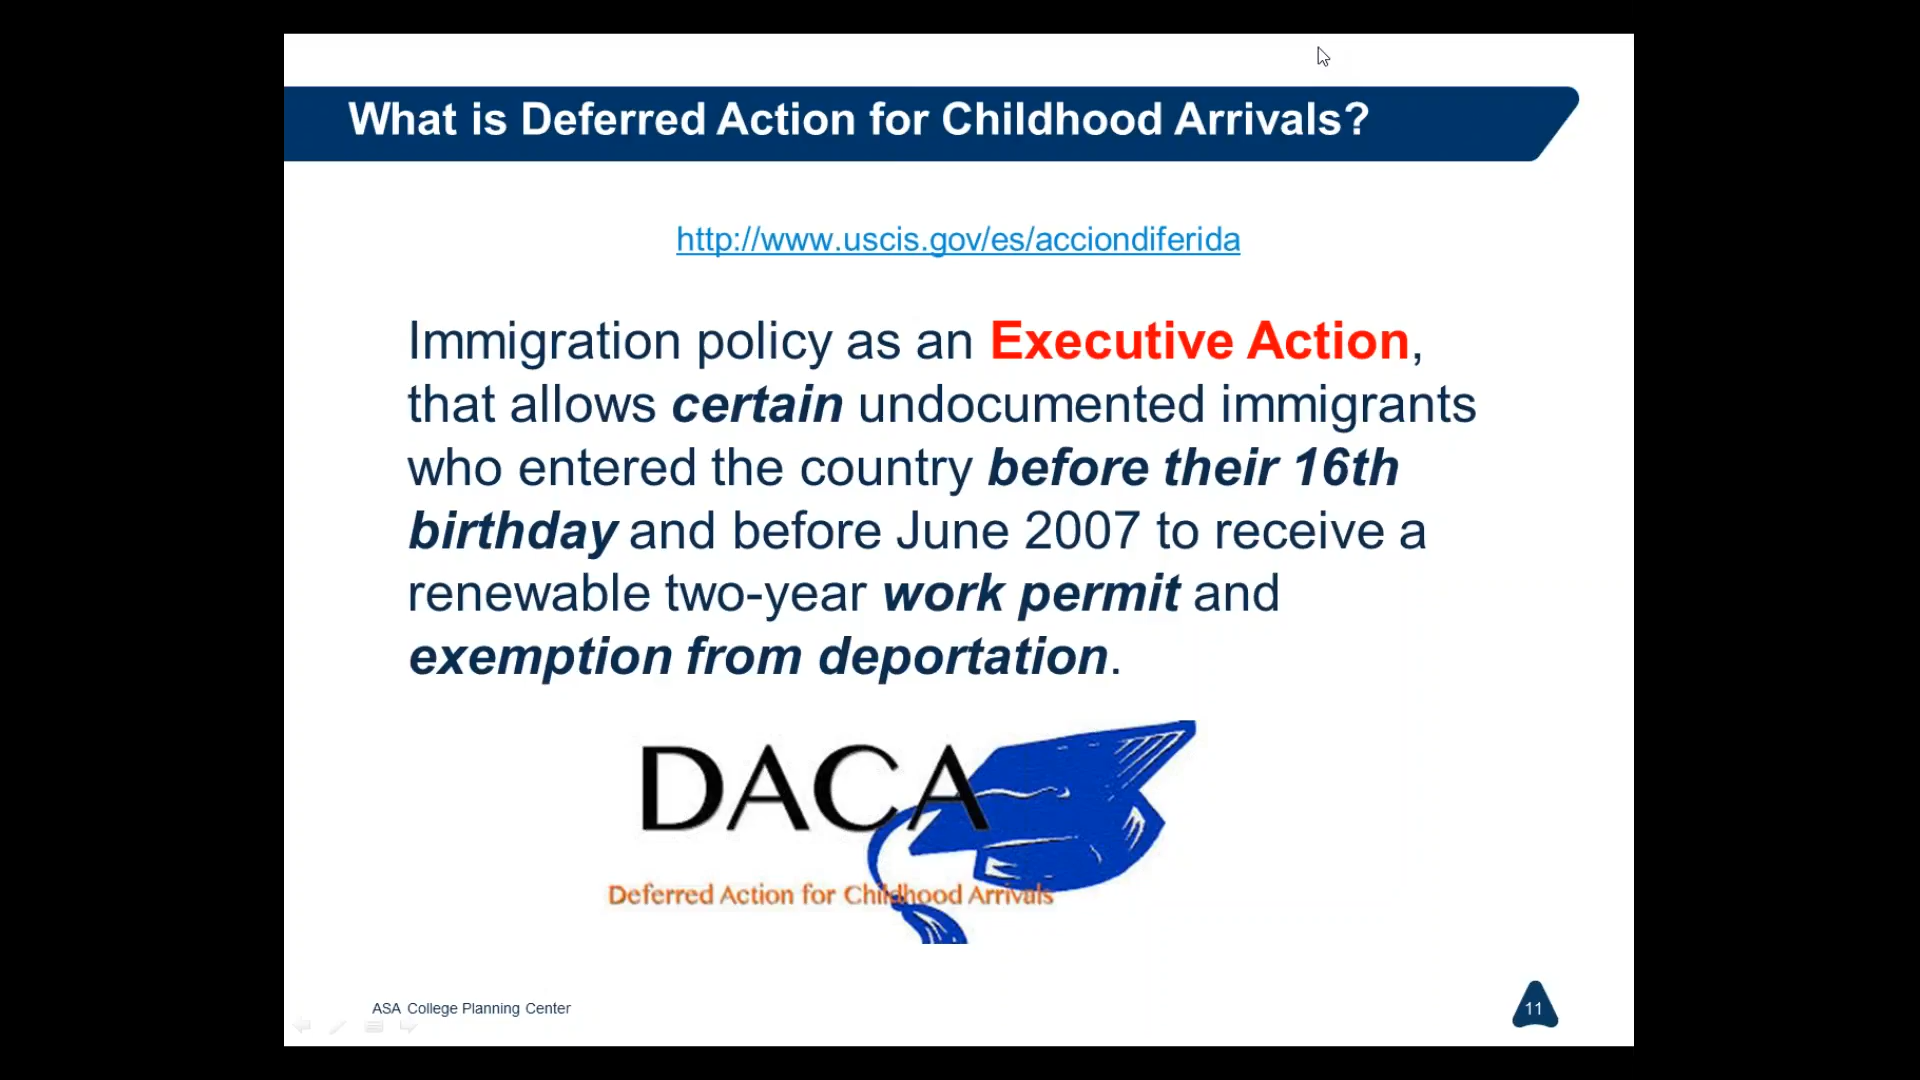 What is Deferred Action for Childhood Arrivals?
http://www.uscis.gov/es/acciondiferida
Immigration policy as an Executive Action,
that allows certain undocumented immigrants
who entered the country before their 16th
birthday and before June 2007 to receive a
renewable two-year work permit and
exemption from deportation.
DACA
Deferred Action for Childhood Arrivals
ASA College Planning Center
11